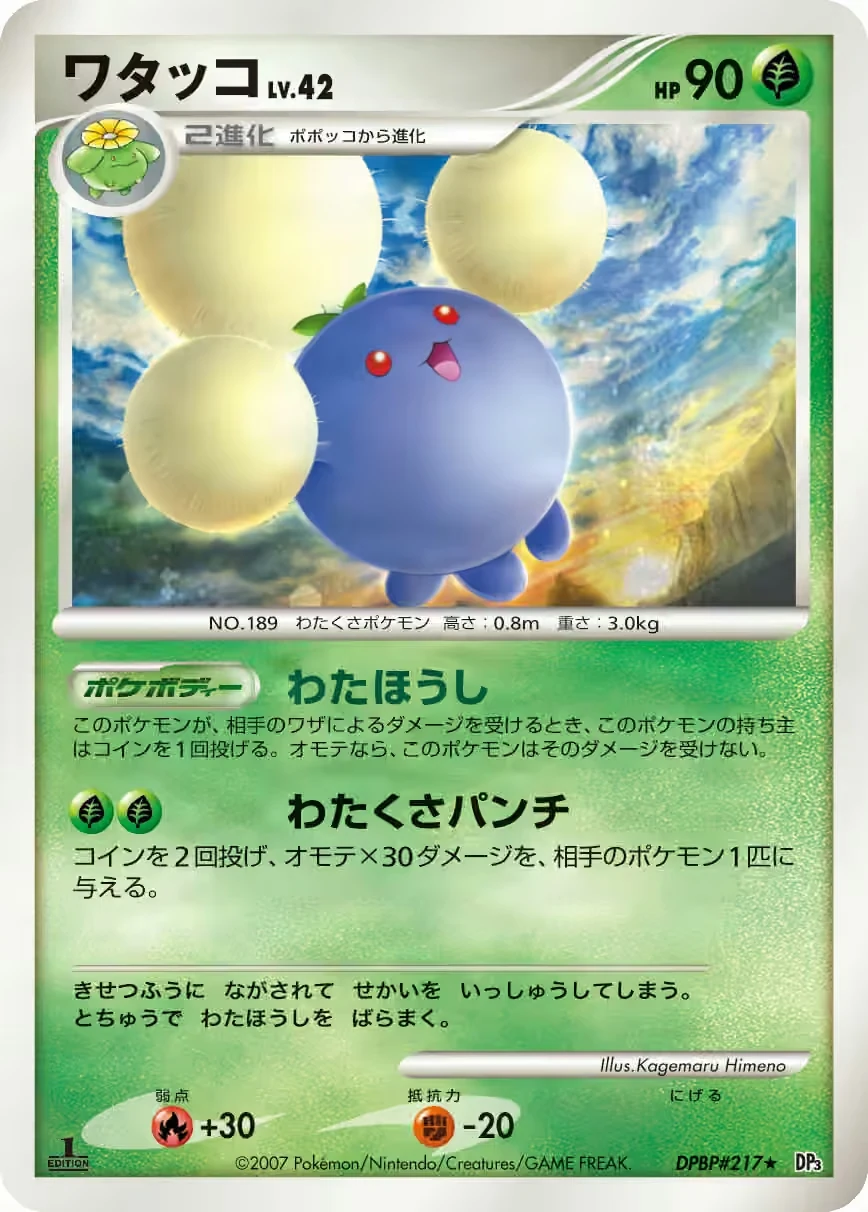 ワタッコ LV.42 HP 90
2進化 ポポッコから進化
NO.189 わたくさポケモン 高さ:0.8m 重さ:3.0kg
ポケボディー わたほうし
このポケモンが、相手のワザによるダメージを受けるとき、このポケモンの持ち主
はコインを1回投げる。オモテなら、このポケモンはそのダメージを受けない。
わたくさパンチ
コインを2回投げ、オモテ×30ダメージを、相手のポケモン1匹に
与える。
きせつふうに ながされて せかいを いっしゅうしてしまう。
とちゅうで わたほうしを ばらまく。
Illus.Kagemaru Himeno
弱点 抵抗力 にげる
+30 -20
1 EDITION
©2007 Pokémon/Nintendo/Creatures/GAME FREAK. DPBP#217★ DP3